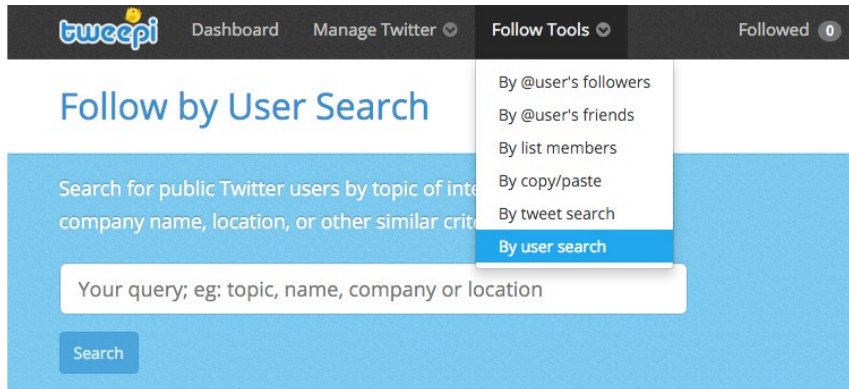 tweepi Dashboard Manage Twitter Follow Tools Followed 0
By @user's followers
By @user's friends
By list members
By copy/paste
By tweet search
By user search
Follow by User Search
Search for public Twitter users by topic of inte
company name, location, or other similar crit
Your query; eg: topic, name, company or location
Search